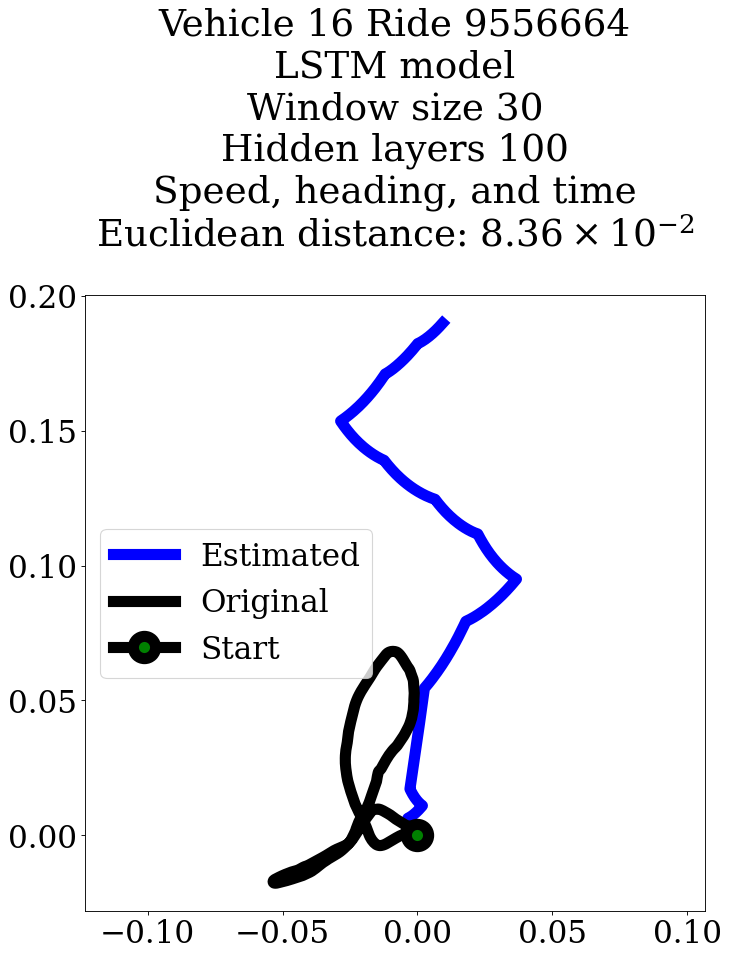 Vehicle 16 Ride 9556664
LSTM model
Window size 30
Hidden layers 100
Speed, heading, and time
Euclidean distance: 8.36 × 10⁻²
0.20
0.15
0.10
0.05
0.00
Estimated
Original
Start
−0.10 −0.05 0.00 0.05 0.10